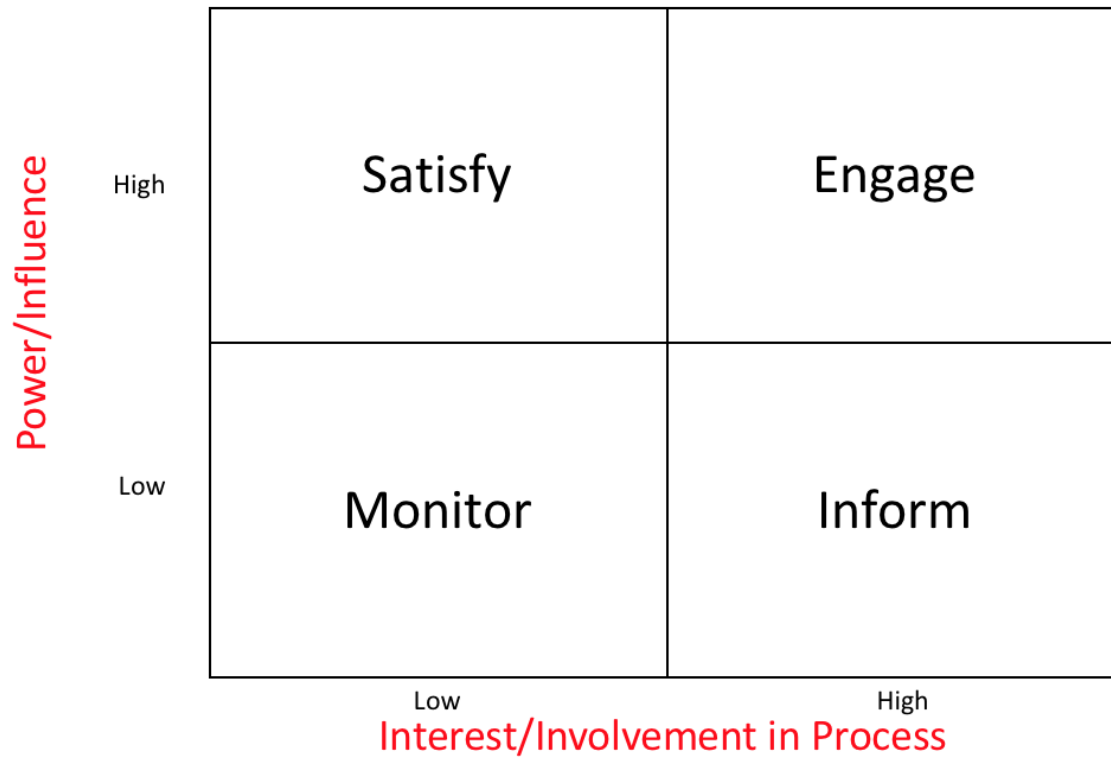 Power/Influence
High
Satisfy
Engage
Low
Monitor
Inform
Low
High
Interest/Involvement in Process